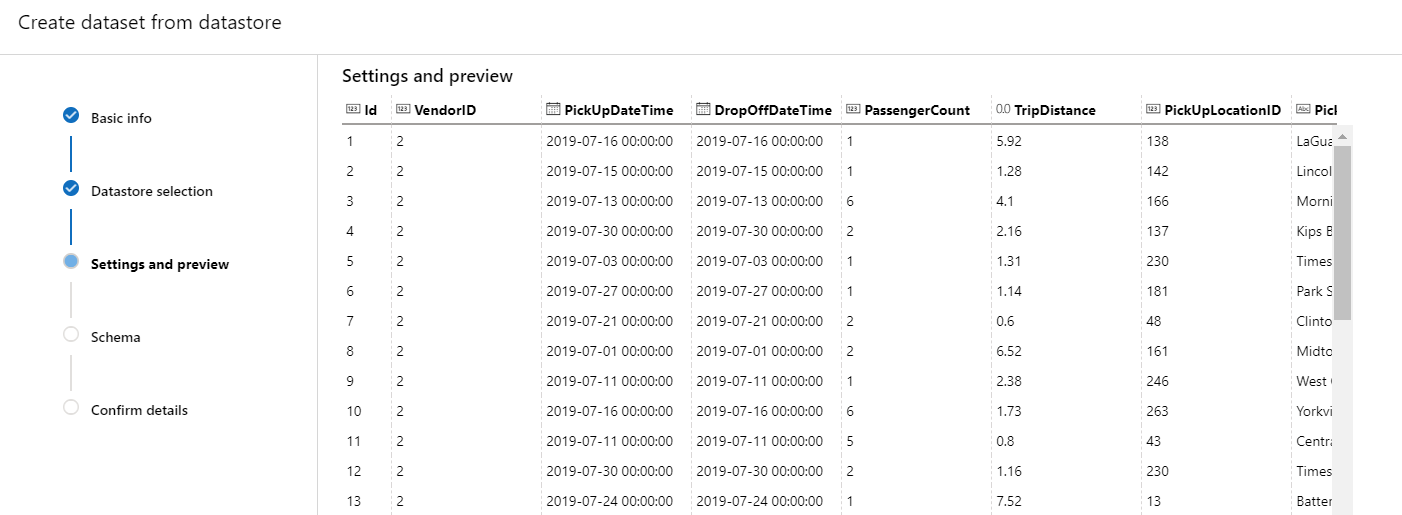 Create dataset from datastore
Basic info
Datastore selection
Settings and preview
Schema
Confirm details
Settings and preview
123 Id 123 VendorID PickUpDateTime DropOffDateTime 123 PassengerCount 0.0 TripDistance 123 PickUpLocationID Abc Pick
1 2 2019-07-16 00:00:00 2019-07-16 00:00:00 1 5.92 138 LaGua
2 2 2019-07-15 00:00:00 2019-07-15 00:00:00 1 1.28 142 Lincol
3 2 2019-07-13 00:00:00 2019-07-13 00:00:00 6 4.1 166 Morni
4 2 2019-07-30 00:00:00 2019-07-30 00:00:00 2 2.16 137 Kips B
5 2 2019-07-03 00:00:00 2019-07-03 00:00:00 1 1.31 230 Times
6 2 2019-07-27 00:00:00 2019-07-27 00:00:00 1 1.14 181 Park S
7 2 2019-07-21 00:00:00 2019-07-21 00:00:00 2 0.6 48 Clinto
8 2 2019-07-01 00:00:00 2019-07-01 00:00:00 2 6.52 161 Midto
9 2 2019-07-11 00:00:00 2019-07-11 00:00:00 1 2.38 246 West
10 2 2019-07-16 00:00:00 2019-07-16 00:00:00 6 1.73 263 Yorkvi
11 2 2019-07-11 00:00:00 2019-07-11 00:00:00 5 0.8 43 Centra
12 2 2019-07-30 00:00:00 2019-07-30 00:00:00 2 1.16 230 Times
13 2 2019-07-24 00:00:00 2019-07-24 00:00:00 1 7.52 13 Batter